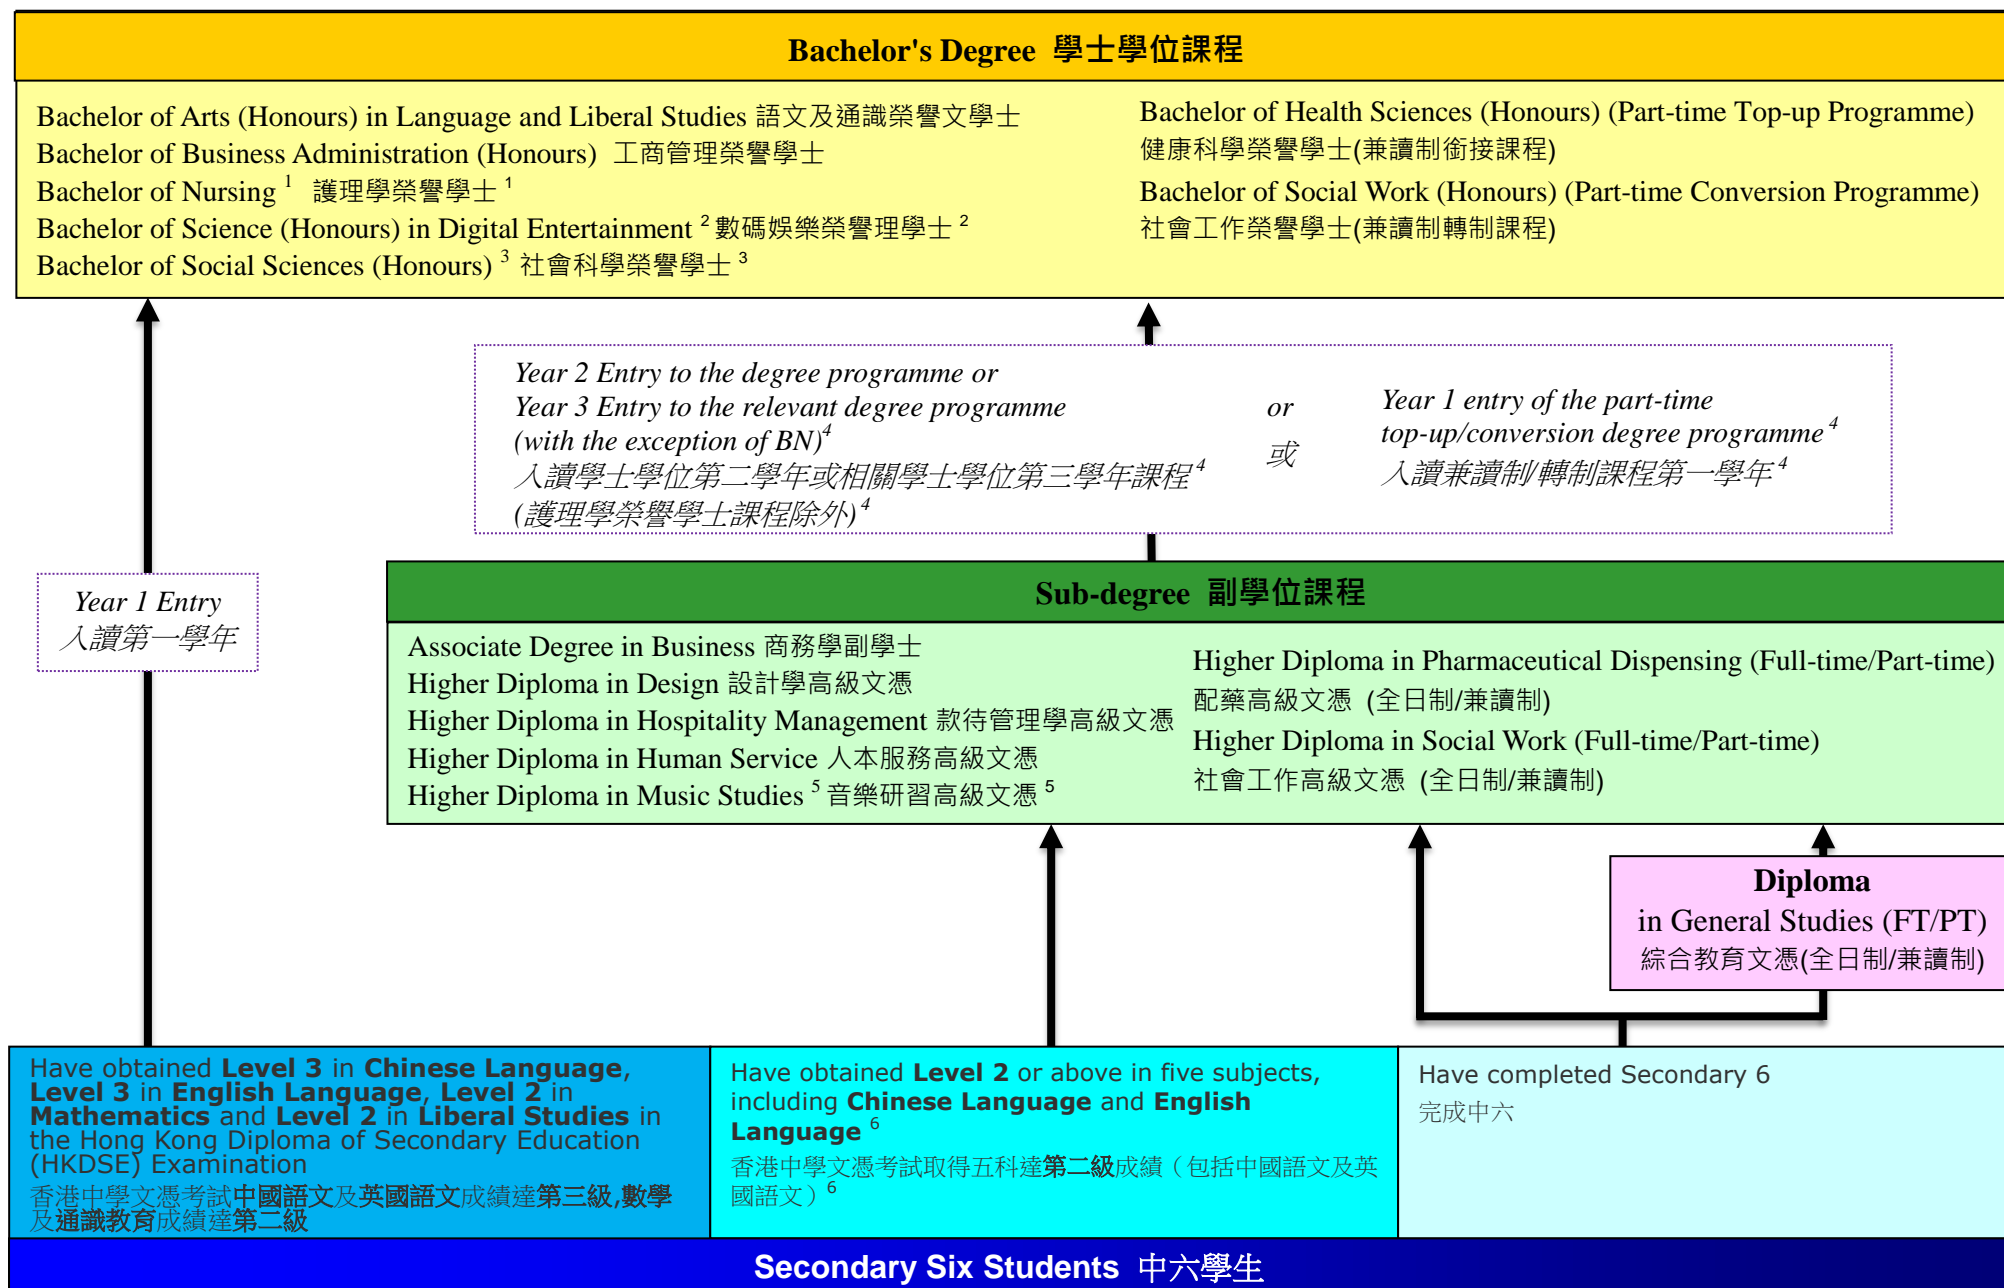 Bachelor's Degree 學士學位課程
Bachelor of Arts (Honours) in Language and Liberal Studies 語文及通識榮譽文學士
Bachelor of Business Administration (Honours) 工商管理榮譽學士
Bachelor of Nursing 1 護理學榮譽學士 1
Bachelor of Science (Honours) in Digital Entertainment 2 數碼娛樂榮譽理學士 2
Bachelor of Social Sciences (Honours) 3 社會科學榮譽學士 3
Bachelor of Health Sciences (Honours) (Part-time Top-up Programme)
健康科學榮譽學士(兼讀制銜接課程)
Bachelor of Social Work (Honours) (Part-time Conversion Programme)
社會工作榮譽學士(兼讀制轉制課程)
Year 2 Entry to the degree programme or
Year 3 Entry to the relevant degree programme
(with the exception of BN)4
入讀學士學位第二學年或相關學士學位第三學年課程4
(護理學榮譽學士課程除外)4
or
或
Year 1 entry of the part-time
top-up/conversion degree programme 4
入讀兼讀制/轉制課程第一學年4
Year 1 Entry
入讀第一學年
Sub-degree 副學位課程
Associate Degree in Business 商務學副學士
Higher Diploma in Design 設計學高級文憑
Higher Diploma in Hospitality Management 款待管理學高級文憑
Higher Diploma in Human Service 人本服務高級文憑
Higher Diploma in Music Studies 5 音樂研習高級文憑 5
Higher Diploma in Pharmaceutical Dispensing (Full-time/Part-time)
配藥高級文憑 (全日制/兼讀制)
Higher Diploma in Social Work (Full-time/Part-time)
社會工作高級文憑 (全日制/兼讀制)
Diploma
in General Studies (FT/PT)
綜合教育文憑(全日制/兼讀制)
Have obtained Level 3 in Chinese Language,
Level 3 in English Language, Level 2 in
Mathematics and Level 2 in Liberal Studies in
the Hong Kong Diploma of Secondary Education
(HKDSE) Examination
香港中學文憑考試中國語文及英國語文成績達第三級,數學
及通識教育成績達第二級
Have obtained Level 2 or above in five subjects,
including Chinese Language and English
Language 6
香港中學文憑考試取得五科達第二級成績（包括中國語文及英
國語文）6
Have completed Secondary 6
完成中六
Secondary Six Students 中六學生